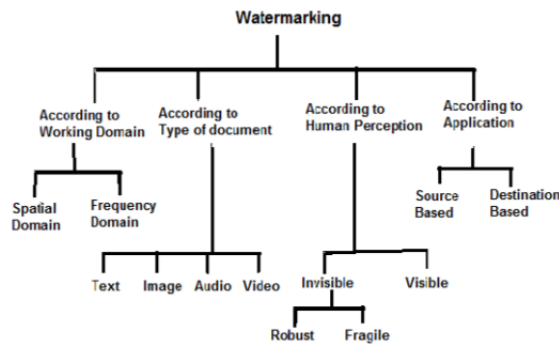 Watermarking
According to
Working Domain
According to
Type of document
According to
Human Perception
According to
Application
Spatial
Domain
Frequency
Domain
Source
Based
Destination
Based
Text
Image
Audio
Video
Invisible
Visible
Robust
Fragile